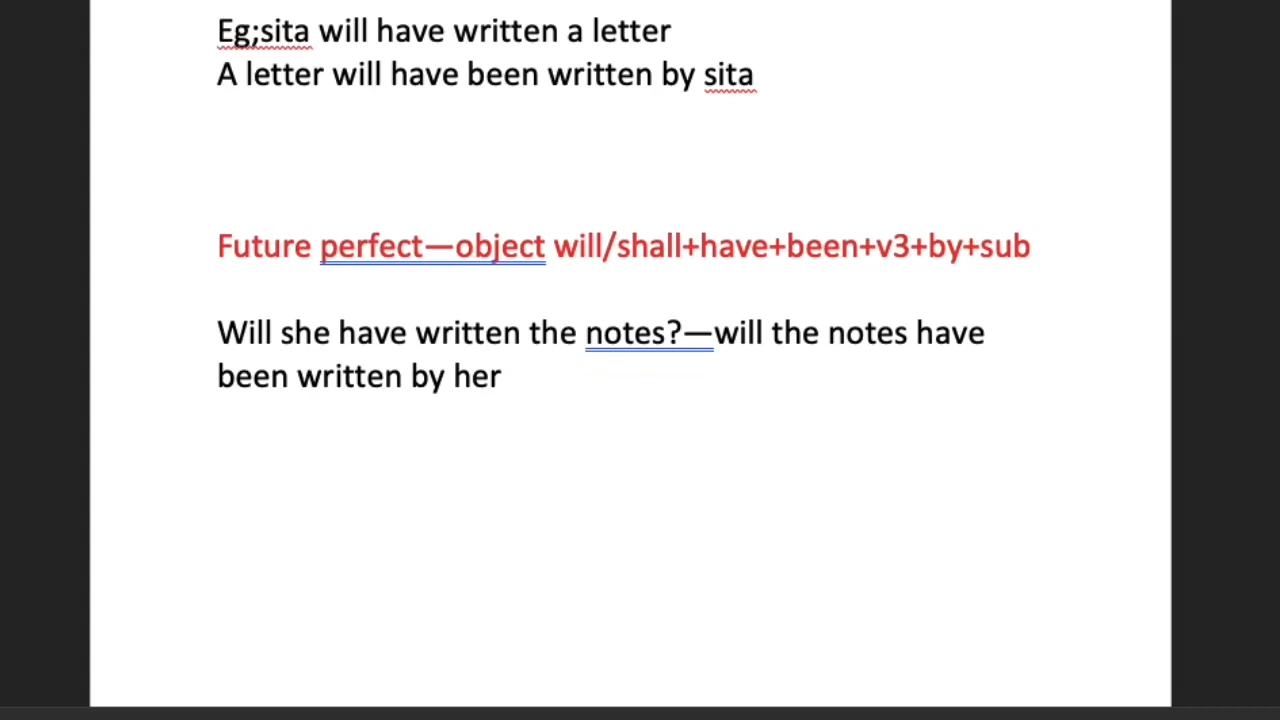 Eg;sita will have written a letter
A letter will have been written by sita
Future perfect—object will/shall+have+been+v3+by+sub
Will she have written the notes?—will the notes have
been written by her